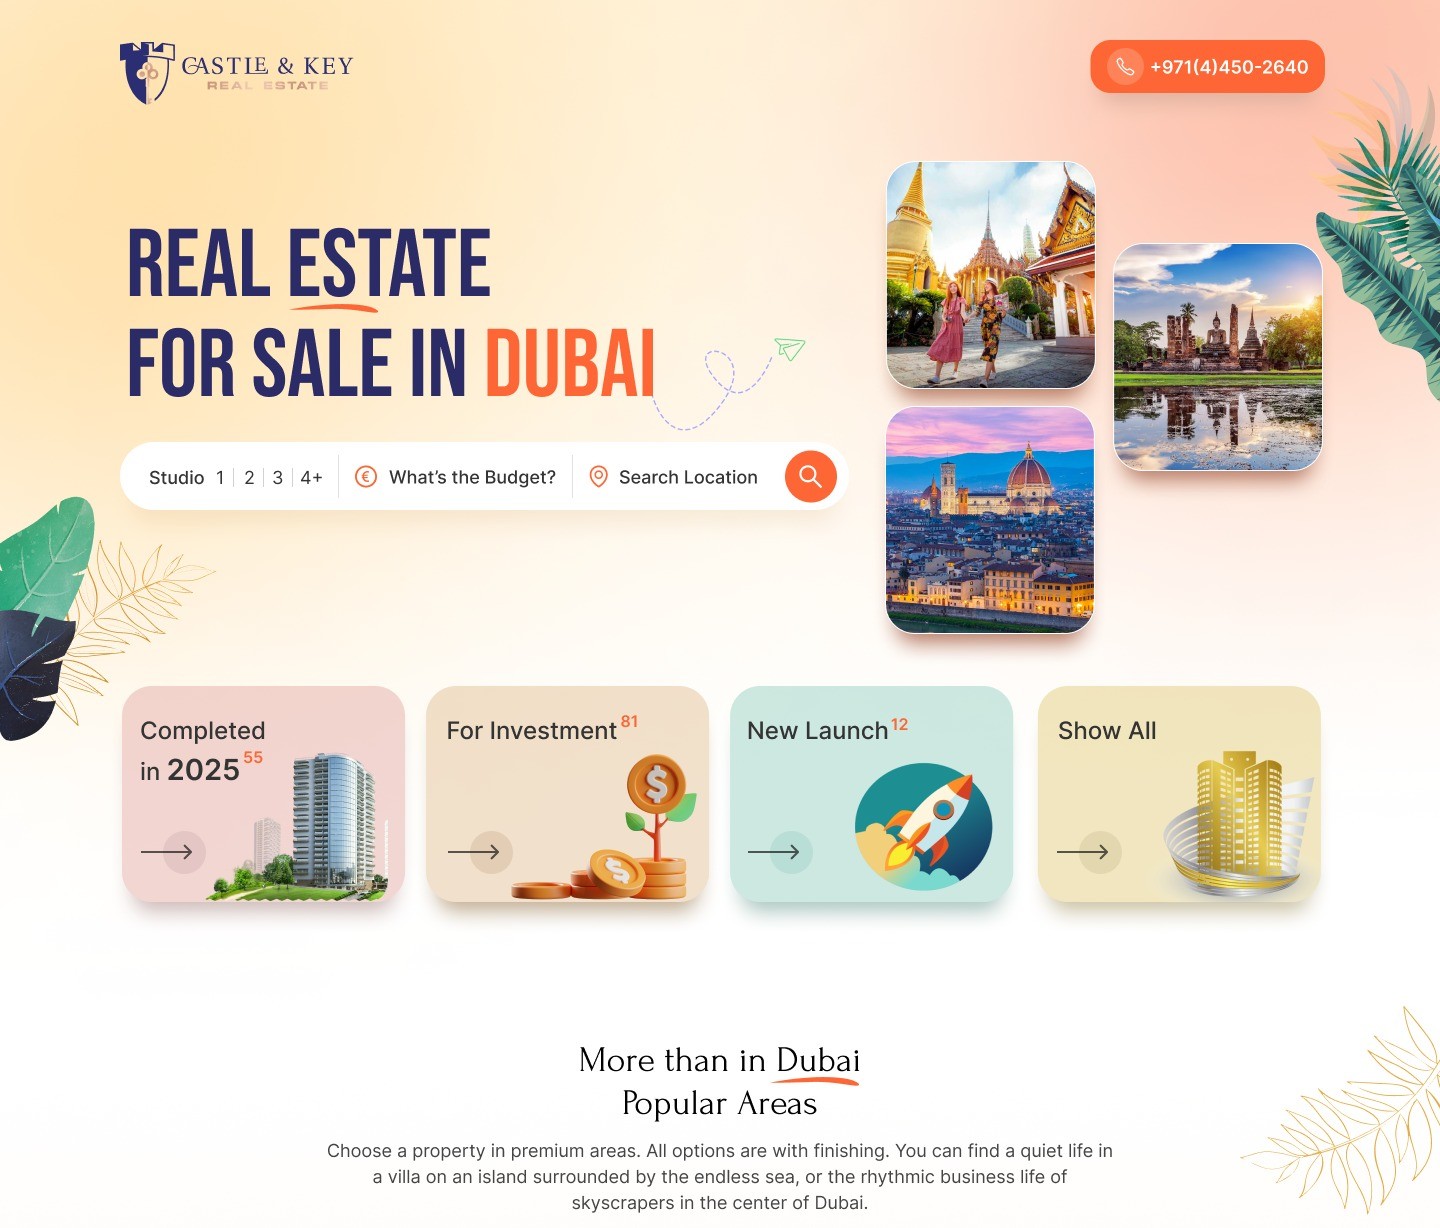 CASTLE & KEY
REAL ESTATE
+971(4)450-2640
REAL ESTATE
FOR SALE IN DUBAI
Studio 1 2 3 4+ What's the Budget? Search Location
Completed
in 2025 55
For Investment 81
New Launch 12
Show All
More than in Dubai
Popular Areas
Choose a property in premium areas. All options are with finishing. You can find a quiet life in
a villa on an island surrounded by the endless sea, or the rhythmic business life of
skyscrapers in the center of Dubai.